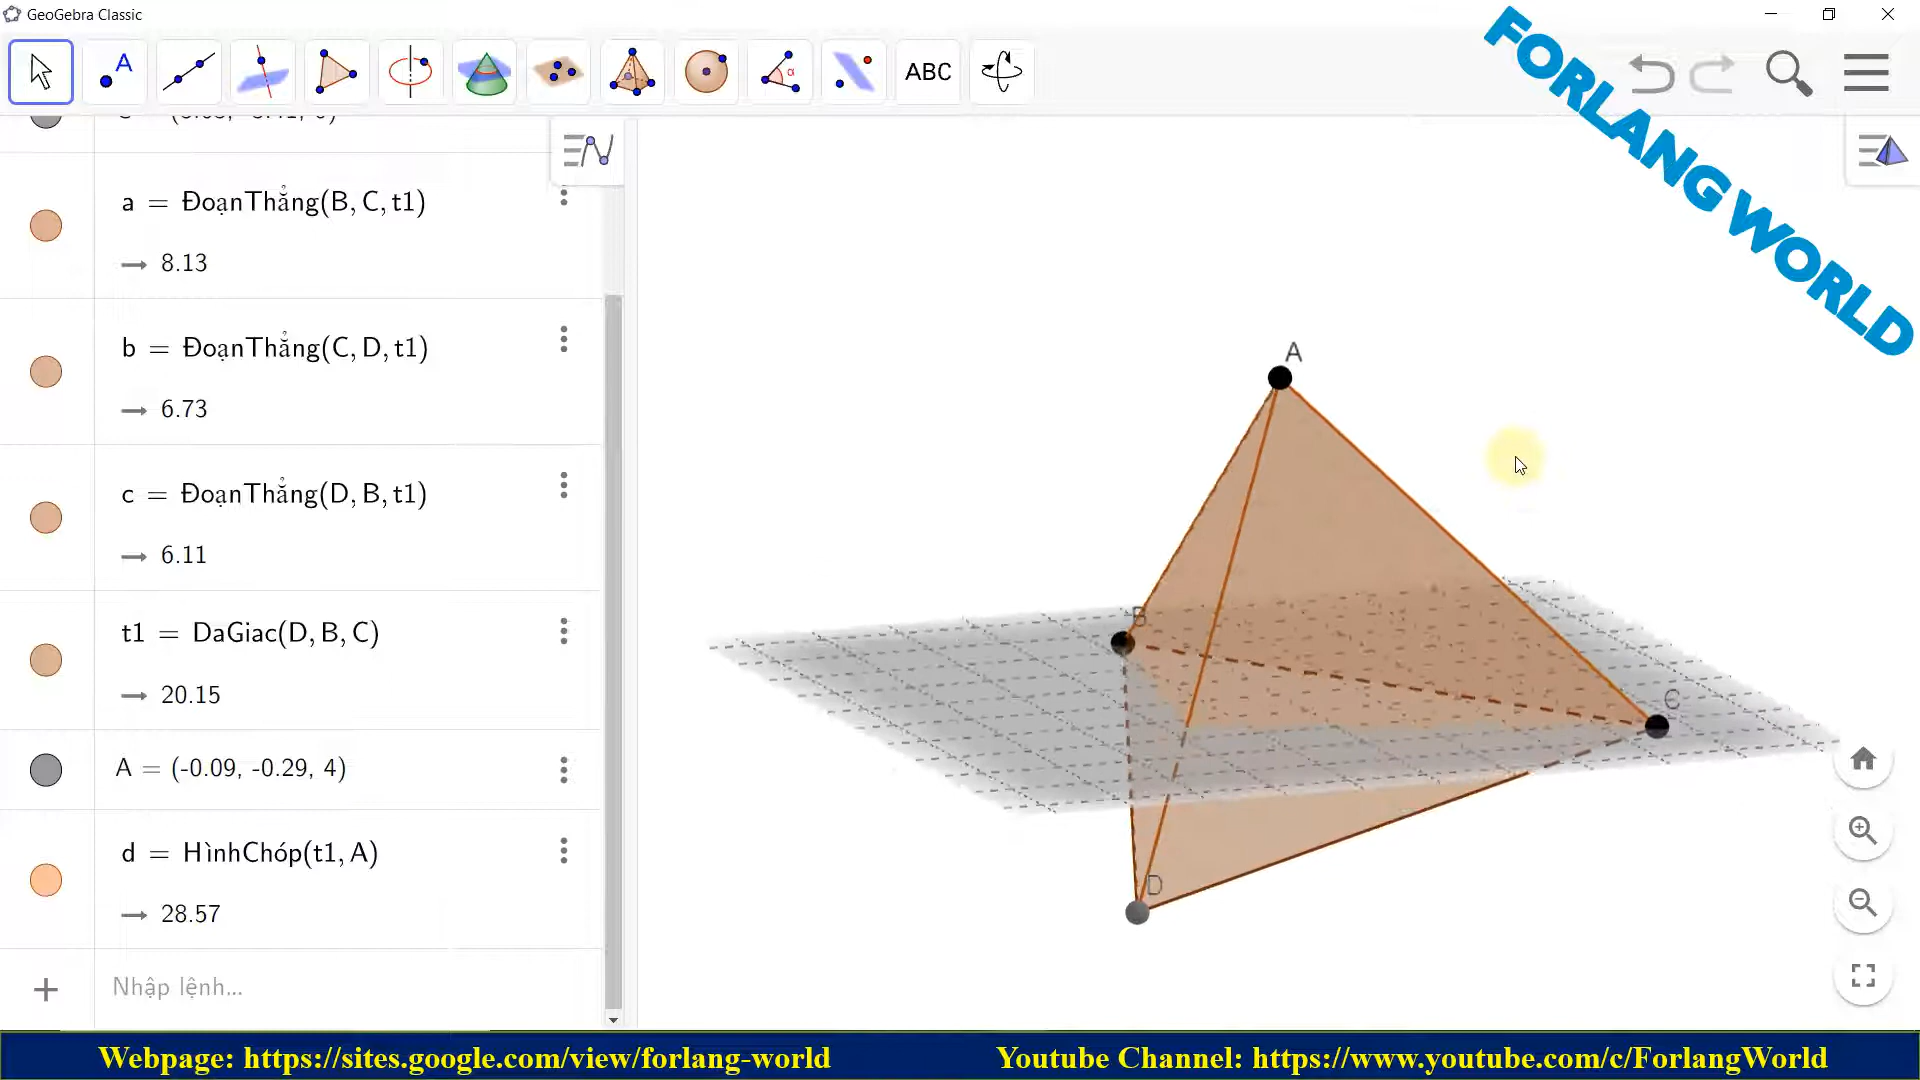 GeoGebra Classic
A
α
ABC
FORLANG WORLD
a = ĐoạnThẳng(B, C, t1)
→ 8.13
b = ĐoạnThẳng(C, D, t1)
→ 6.73
c = ĐoạnThẳng(D, B, t1)
→ 6.11
t1 = DaGiac(D, B, C)
→ 20.15
A = (-0.09, -0.29, 4)
d = HìnhChóp(t1, A)
→ 28.57
Nhập lệnh...
A
B
C
D
Webpage: https://sites.google.com/view/forlang-world
Youtube Channel: https://www.youtube.com/c/ForlangWorld